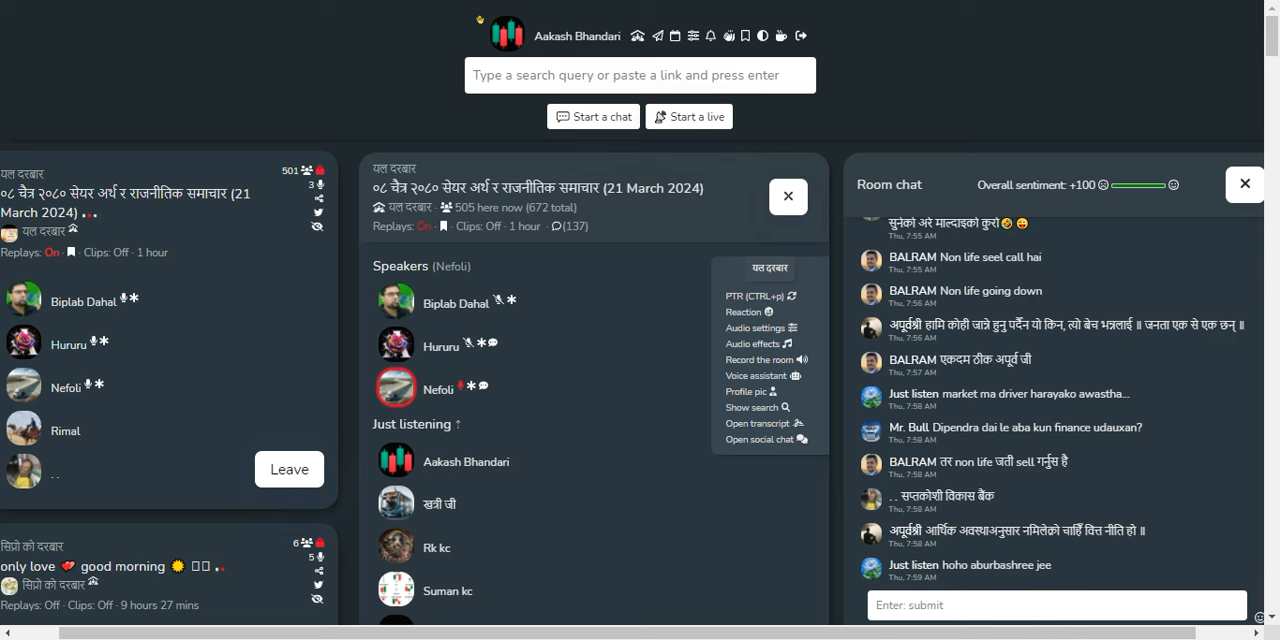 Aakash Bhandari
Type a search query or paste a link and press enter
Start a chat
Start a live
यल दरबार
501
०८ चैत्र २०८० सेयर अर्थ र राजनीतिक समाचार (21
March 2024) ...
3
यल दरबार
Replays: On · Clips: Off · 1 hour
Biplab Dahal
Hururu
Nefoli
Rimal
. .
Leave
सिप्रो को दरबार
6
only love 💓 good morning 🌞 ..
5
सिप्रो को दरबार
Replays: Off · Clips: Off · 9 hours 27 mins
यल दरबार
०८ चैत्र २०८० सेयर अर्थ र राजनीतिक समाचार (21 March 2024)
यल दरबार · 505 here now (672 total)
Replays: On · Clips: Off · 1 hour · (137)
Speakers (Nefoli)
Biplab Dahal
Hururu
Nefoli
Just listening ↑
Aakash Bhandari
खत्री जी
Rk kc
Suman kc
यल दरबार
PTR (CTRL+p)
Reaction
Audio settings
Audio effects
Record the room
Voice assistant
Profile pic
Show search
Open transcript
Open social chat
Room chat
Overall sentiment: +100
सुनेको अरे माल्दाइको कुरो🤣😜
Thu, 7:55 AM
BALRAM Non life seel call hai
Thu, 7:55 AM
BALRAM Non life going down
Thu, 7:56 AM
अपूर्वश्री हामि कोही जान्ने हुनु पर्दैन यो किन, त्यो बेच भन्नलाई ॥ जनता एक से एक छन् ॥
Thu, 7:56 AM
BALRAM एकदम ठीक अपूर्व जी
Thu, 7:57 AM
Just listen market ma driver harayako awastha...
Thu, 7:58 AM
Mr. Bull Dipendra dai le aba kun finance udauxan?
Thu, 7:58 AM
BALRAM तर non life जती sell गर्नुस है
Thu, 7:58 AM
. . सप्तकोशी विकास बैंक
Thu, 7:58 AM
अपूर्वश्री आर्थिक अवस्थाअनुसार नमिलेको चाहिँ वित्त नीति हो ॥
Thu, 7:58 AM
Just listen hoho aburbashree jee
Thu, 7:59 AM
Enter: submit